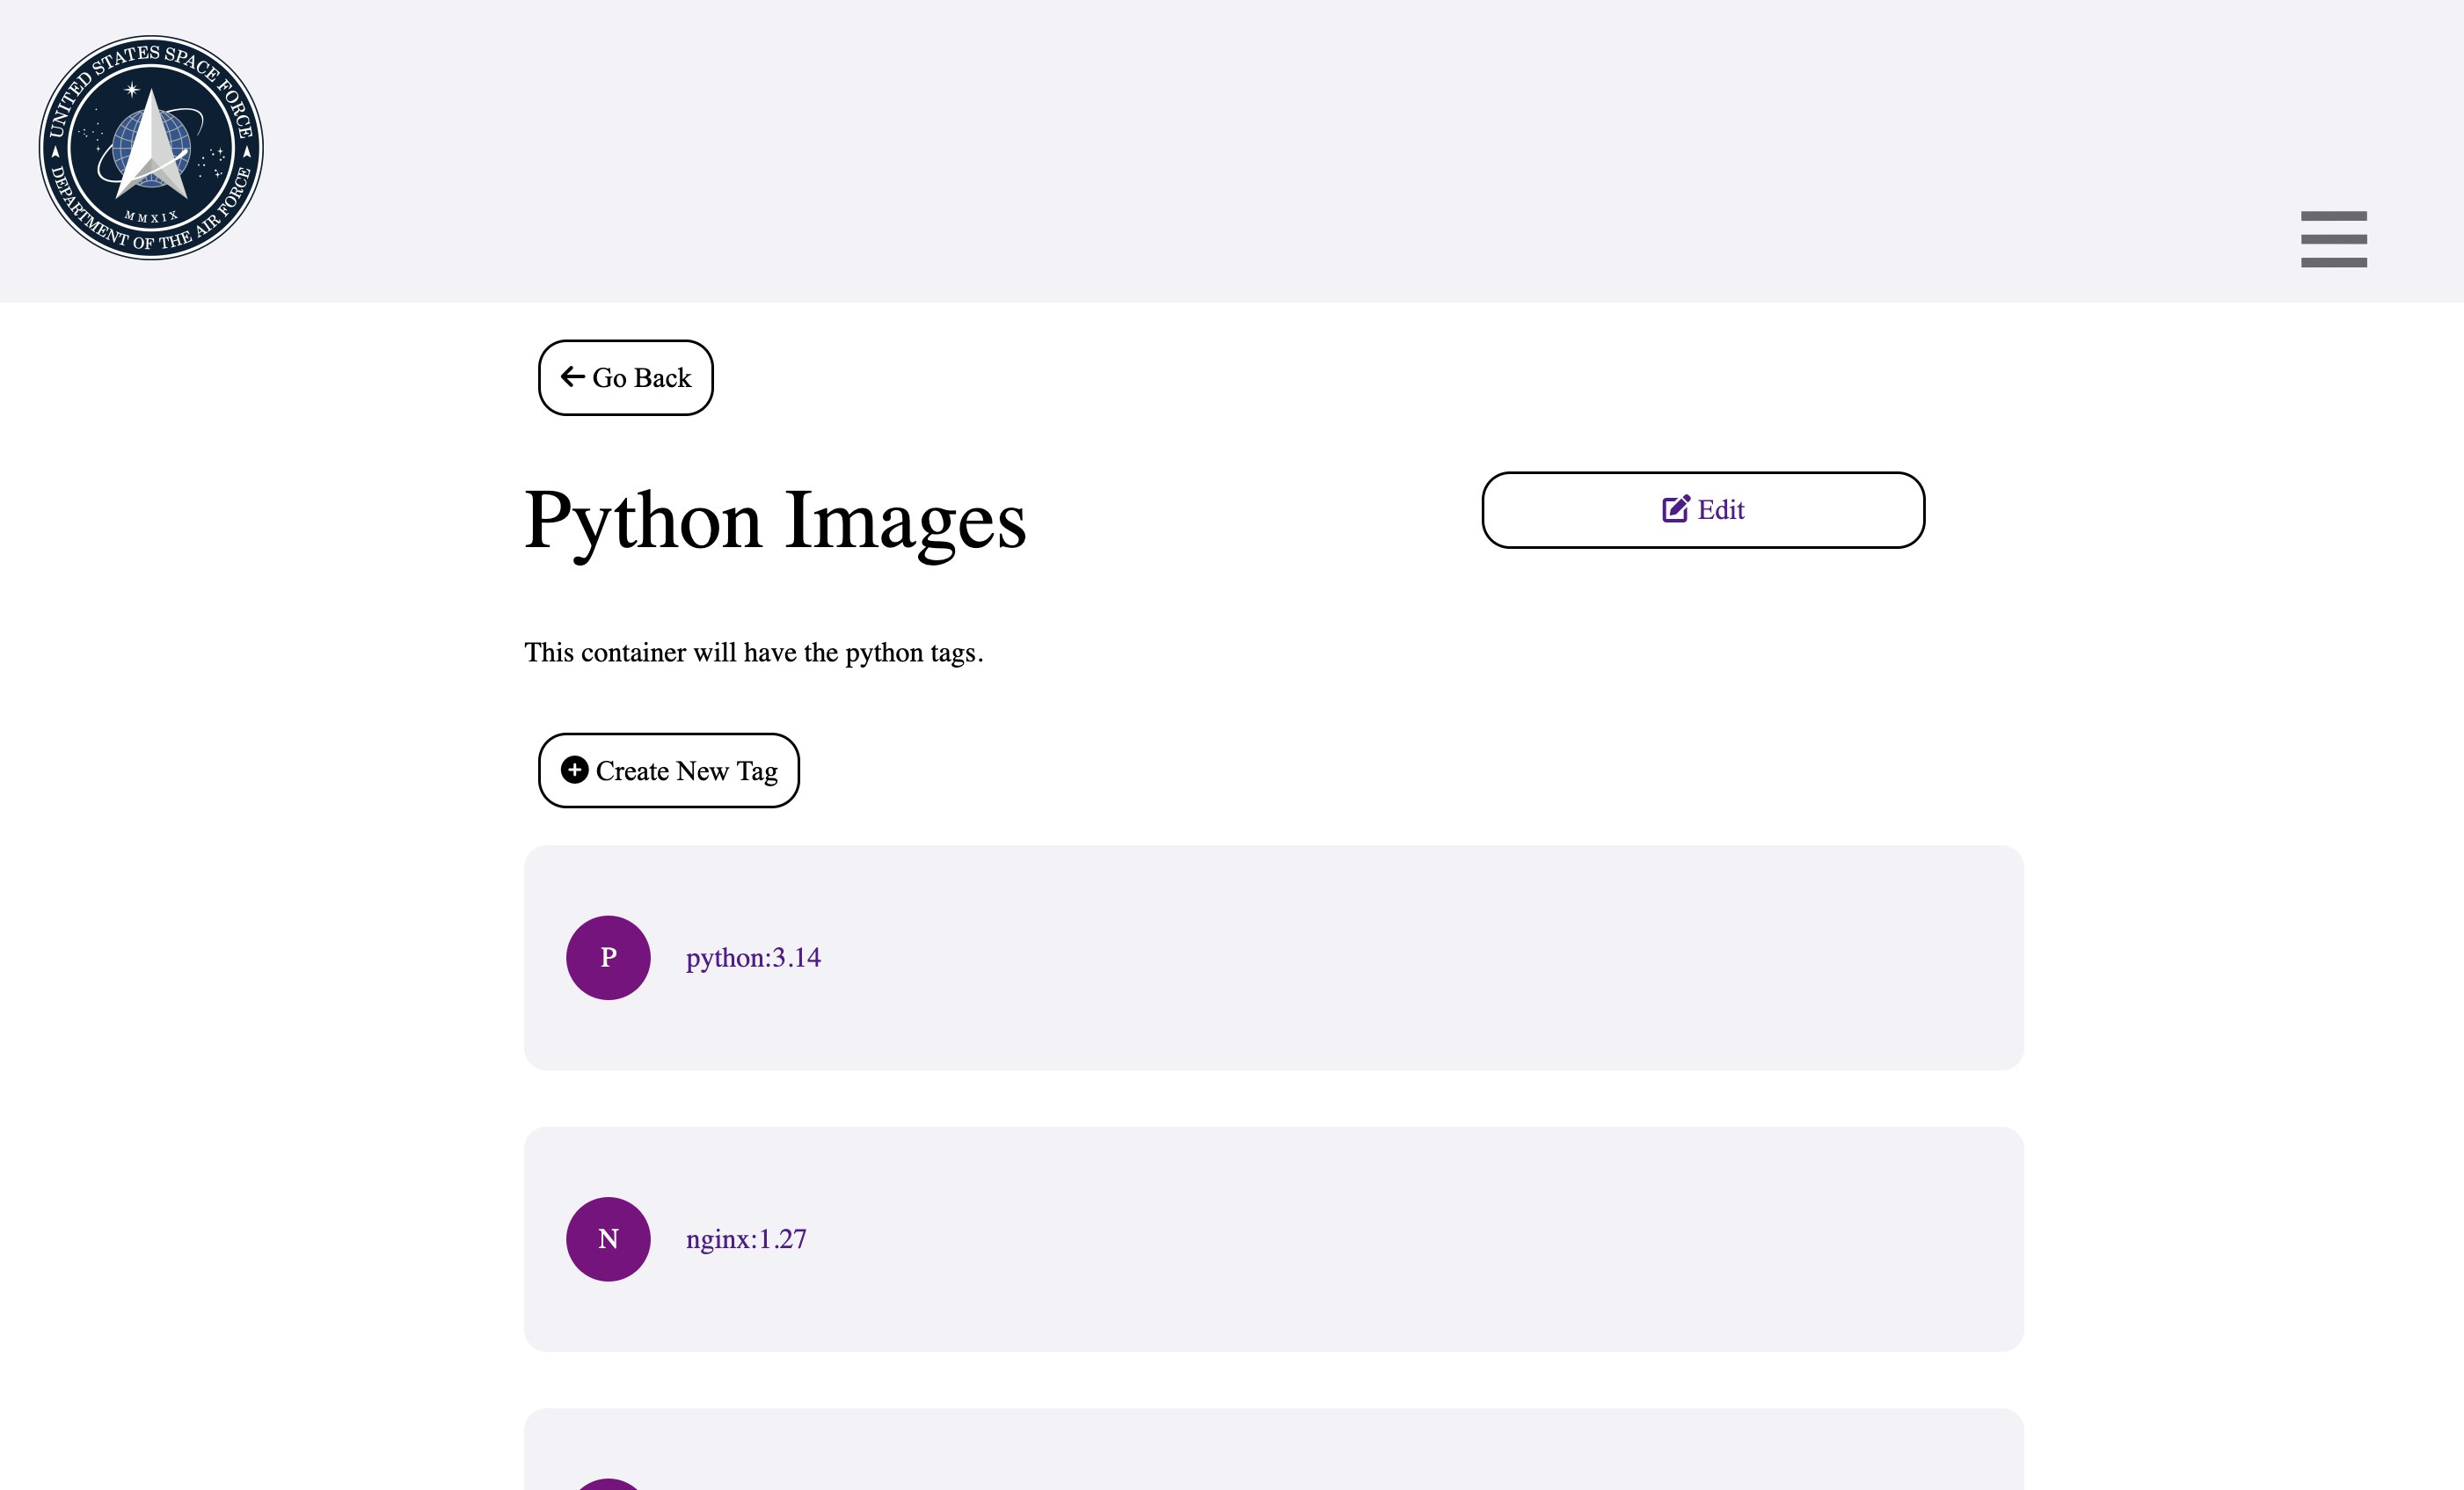 UNITED STATES SPACE FORCE
DEPARTMENT OF THE AIR FORCE
MMXIX
Go Back
Python Images
Edit
This container will have the python tags.
Create New Tag
P python:3.14
N nginx:1.27